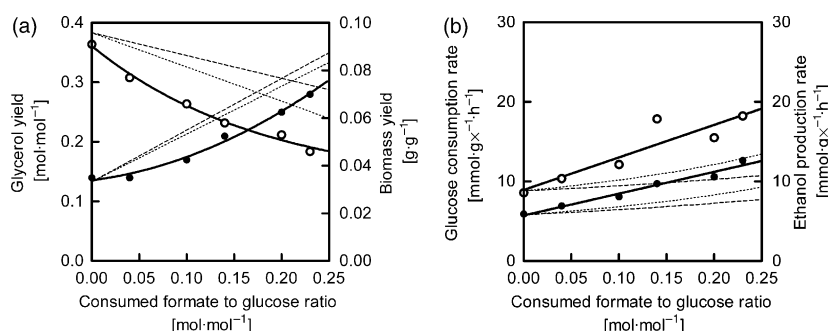 (a)
0.4
0.3
0.2
0.1
0.0
Glycerol yield
[mol·mol⁻¹]
0.10
0.08
0.06
0.04
0.02
0.00
Biomass yield
[g·g⁻¹]
0.00 0.05 0.10 0.15 0.20 0.25
Consumed formate to glucose ratio
[mol·mol⁻¹]
(b)
30
20
10
0
Glucose consumption rate
[mmol·gx⁻¹·h⁻¹]
30
20
10
0
Ethanol production rate
[mmol·gx⁻¹·h⁻¹]
0.00 0.05 0.10 0.15 0.20 0.25
Consumed formate to glucose ratio
[mol·mol⁻¹]